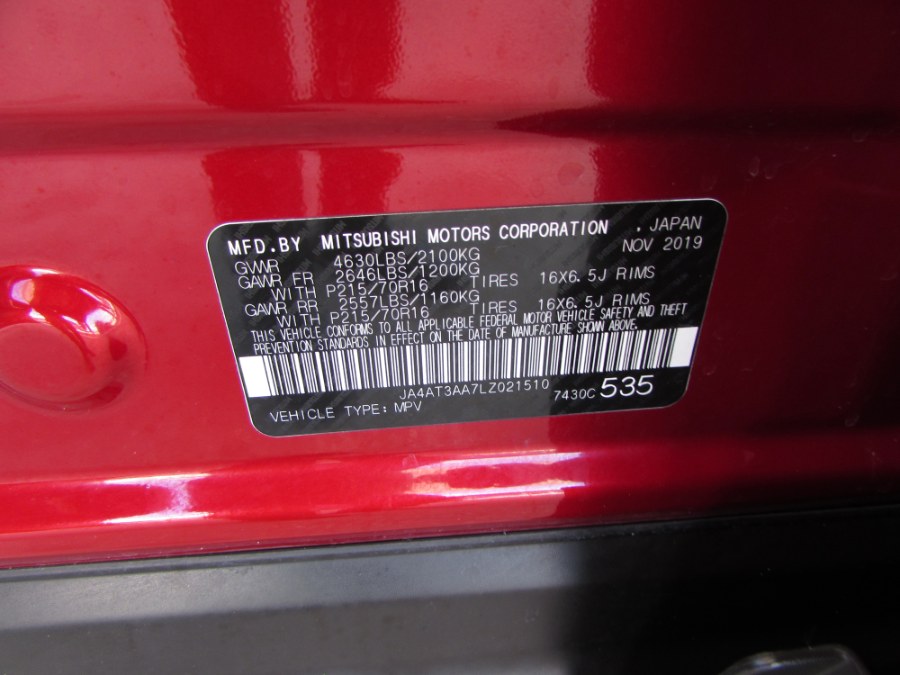 MFD.BY MITSUBISHI MOTORS CORPORATION . JAPAN
NOV 2019
GVWR 4630LBS/2100KG
GAWR FR 2646LBS/1200KG
WITH P215/70R16 TIRES 16X6.5J RIMS
GAWR RR 2557LBS/1160KG
WITH P215/70R16 TIRES 16X6.5J RIMS
THIS VEHICLE CONFORMS TO ALL APPLICABLE FEDERAL MOTOR VEHICLE SAFETY AND THEFT
PREVENTION STANDARDS IN EFFECT ON THE DATE OF MANUFACTURE SHOWN ABOVE.
JA4AT3AA7LZ021510
7430C 535
VEHICLE TYPE: MPV